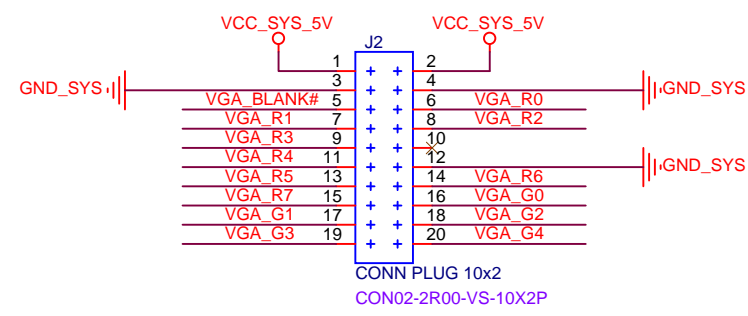 VCC_SYS_5V VCC_SYS_5V
J2
1 2
GND_SYS 3 4 GND_SYS
VGA_BLANK# 5 6 VGA_R0
VGA_R1 7 8 VGA_R2
VGA_R3 9 10
VGA_R4 11 12 GND_SYS
VGA_R5 13 14 VGA_R6
VGA_R7 15 16 VGA_G0
VGA_G1 17 18 VGA_G2
VGA_G3 19 20 VGA_G4
CONN PLUG 10x2
CON02-2R00-VS-10X2P